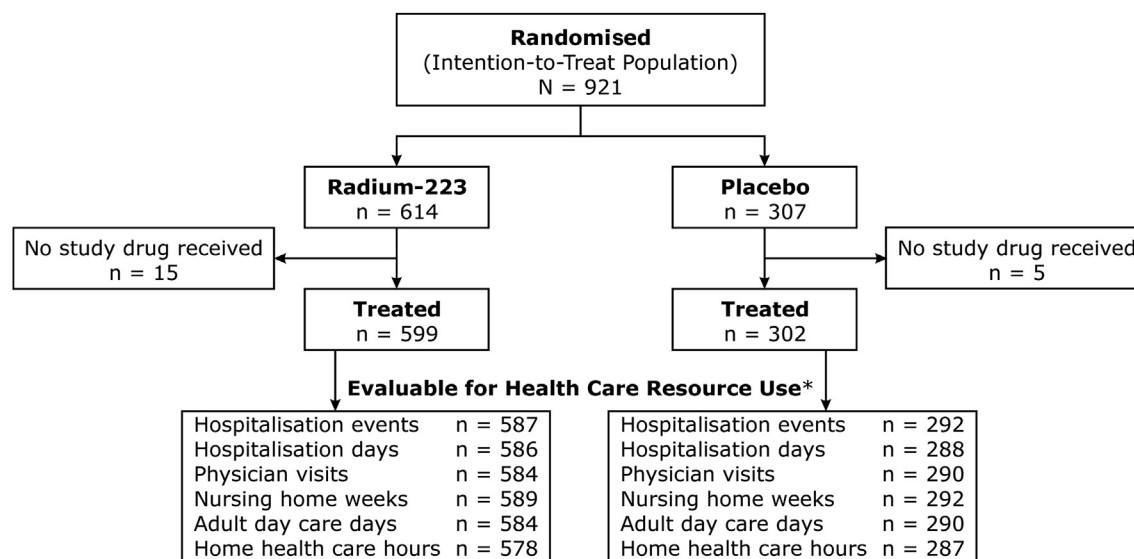 Randomised
(Intention-to-Treat Population)
N = 921
Radium-223
n = 614
Placebo
n = 307
No study drug received
n = 15
No study drug received
n = 5
Treated
n = 599
Treated
n = 302
Evaluable for Health Care Resource Use*
Hospitalisation events n = 587
Hospitalisation days n = 586
Physician visits n = 584
Nursing home weeks n = 589
Adult day care days n = 584
Home health care hours n = 578
Hospitalisation events n = 292
Hospitalisation days n = 288
Physician visits n = 290
Nursing home weeks n = 292
Adult day care days n = 290
Home health care hours n = 287